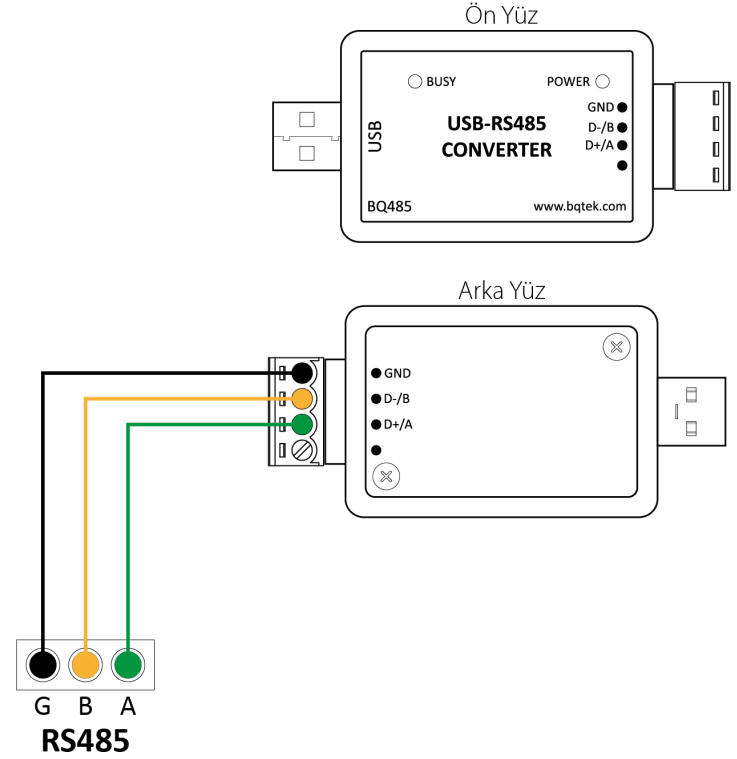 Ön Yüz
BUSY
POWER
GND
D-/B
D+/A
USB
USB-RS485
CONVERTER
BQ485
www.bqtek.com
Arka Yüz
GND
D-/B
D+/A
G B A
RS485